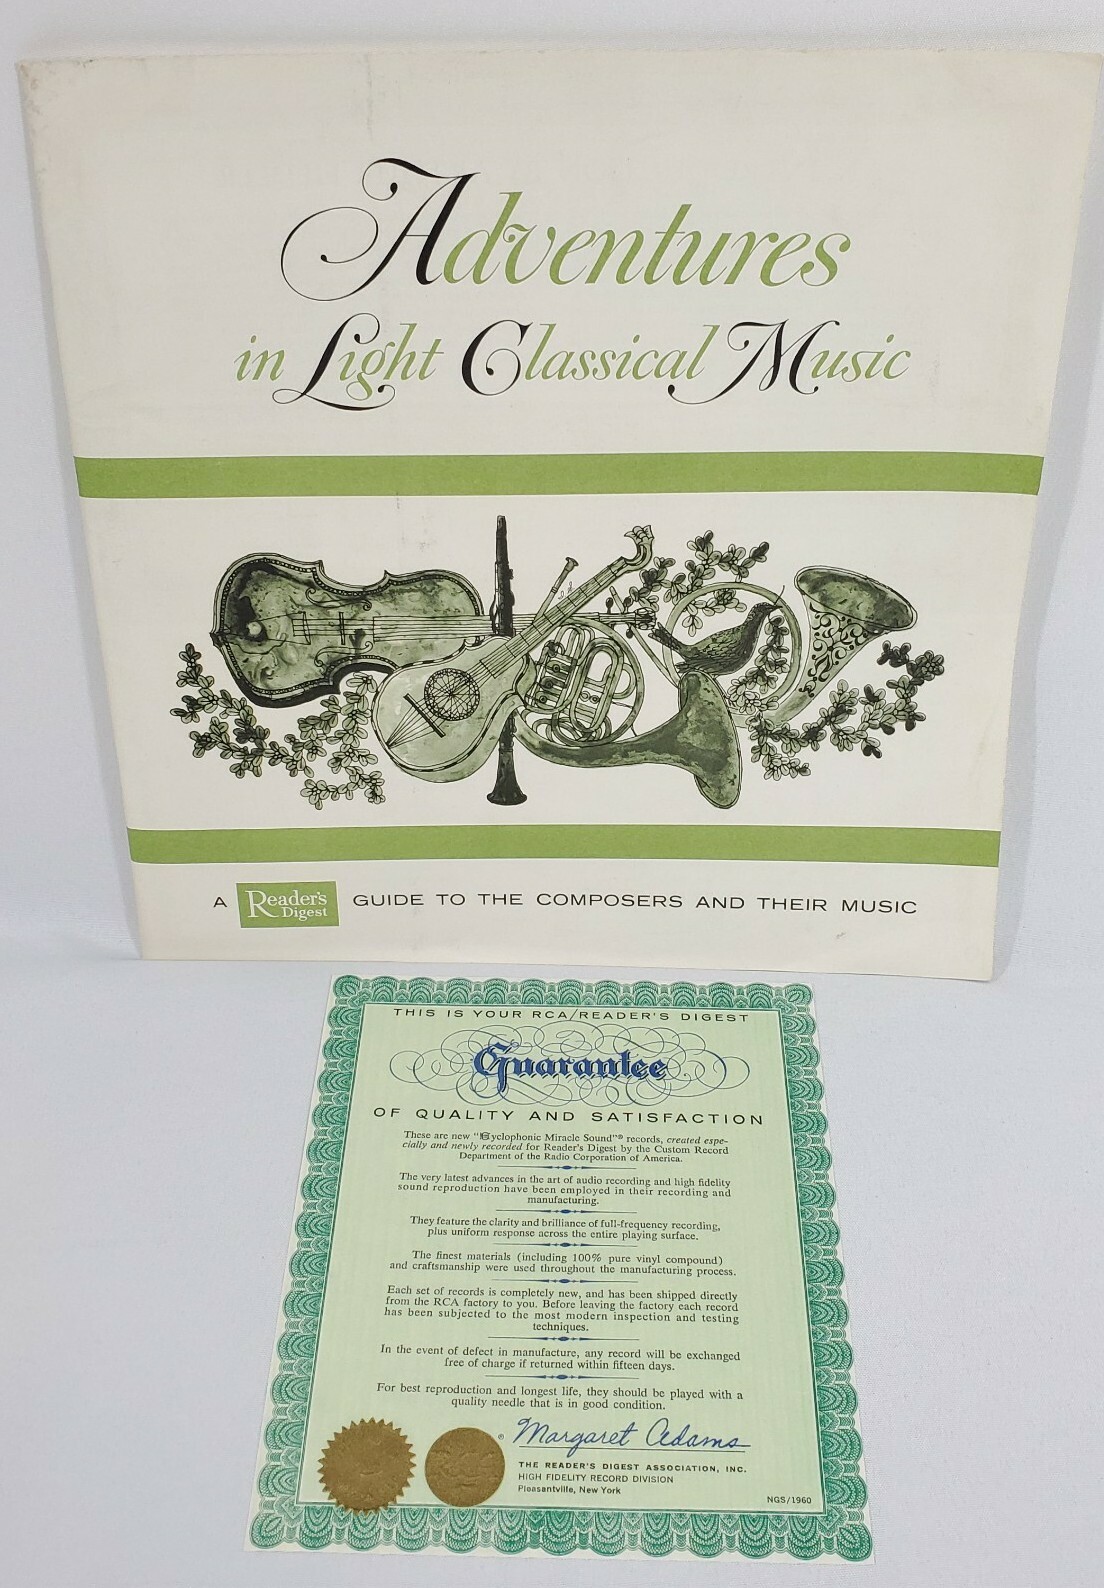 Adventures
in Light Classical Music
A Reader's Digest GUIDE TO THE COMPOSERS AND THEIR MUSIC
THIS IS YOUR RCA/READER'S DIGEST
Guarantee
OF QUALITY AND SATISFACTION
These are new "Cyclophonic Miracle Sound"® records, created espe-
cially and newly recorded for Reader's Digest by the Custom Record
Department of the Radio Corporation of America.
The very latest advances in the art of audio recording and high fidelity
sound reproduction have been employed in their recording and
manufacturing.
They feature the clarity and brilliance of full-frequency recording,
plus uniform response across the entire playing surface.
The finest materials (including 100% pure vinyl compound)
and craftsmanship were used throughout the manufacturing process.
Each set of records is completely new, and has been shipped directly
from the RCA factory to you. Before leaving the factory each record
has been subjected to the most modern inspection and testing
techniques.
In the event of defect in manufacture, any record will be exchanged
free of charge if returned within fifteen days.
For best reproduction and longest life, they should be played with a
quality needle that is in good condition.
® Margaret Adams
THE READER'S DIGEST ASSOCIATION, INC.
HIGH FIDELITY RECORD DIVISION
Pleasantville, New York
NGS/1960